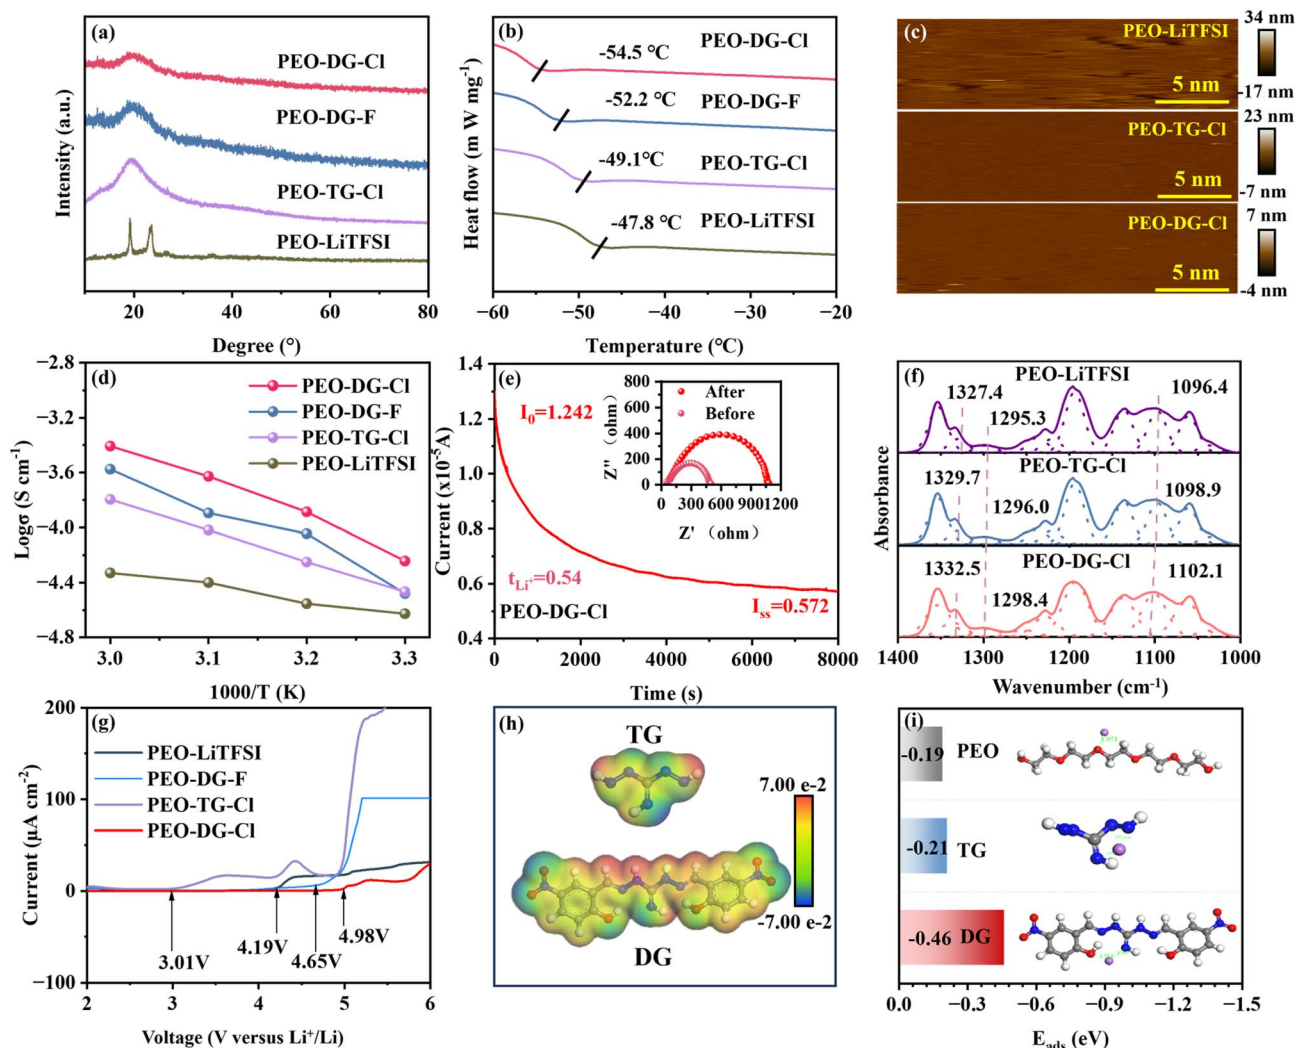 (a)
PEO-DG-Cl
PEO-DG-F
PEO-TG-Cl
PEO-LiTFSI
Intensity (a.u.)
20 40 60 80
Degree (°)
(b)
PEO-DG-Cl
-54.5 ℃
PEO-DG-F
-52.2 ℃
PEO-TG-Cl
-49.1℃
PEO-LiTFSI
-47.8 ℃
Heat flow (m W mg⁻¹)
−60 −50 −40 −30 −20
Temperature (℃)
(c)
PEO-LiTFSI
5 nm
34 nm
-17 nm
PEO-TG-Cl
5 nm
23 nm
-7 nm
PEO-DG-Cl
5 nm
7 nm
-4 nm
(d)
PEO-DG-Cl
PEO-DG-F
PEO-TG-Cl
PEO-LiTFSI
Logσ (S cm⁻¹)
−2.8
−3.2
−3.6
−4.0
−4.4
−4.8
3.0 3.1 3.2 3.3
1000/T (K)
(e)
I₀=1.242
t_Li⁺=0.54
PEO-DG-Cl
I_ss=0.572
Current (x10⁻⁵A)
1.4
1.2
1.0
0.8
0.6
0.4
0 2000 4000 6000 8000
Time (s)
After
Before
Z'' (ohm)
800
600
400
200
0
0 300 600 900 1200
Z' (ohm)
(f)
PEO-LiTFSI
1327.4
1295.3
1096.4
PEO-TG-Cl
1329.7
1296.0
1098.9
PEO-DG-Cl
1332.5
1298.4
1102.1
Absorbance
1400 1300 1200 1100 1000
Wavenumber (cm⁻¹)
(g)
PEO-LiTFSI
PEO-DG-F
PEO-TG-Cl
PEO-DG-Cl
3.01V
4.19V
4.65V
4.98V
Current (μA cm⁻²)
200
100
0
−100
2 3 4 5 6
Voltage (V versus Li⁺/Li)
(h)
TG
DG
7.00 e-2
-7.00 e-2
(i)
-0.19
PEO
-0.21
TG
-0.46
DG
0.0 −0.3 −0.6 −0.9 −1.2 −1.5
E_ads (eV)